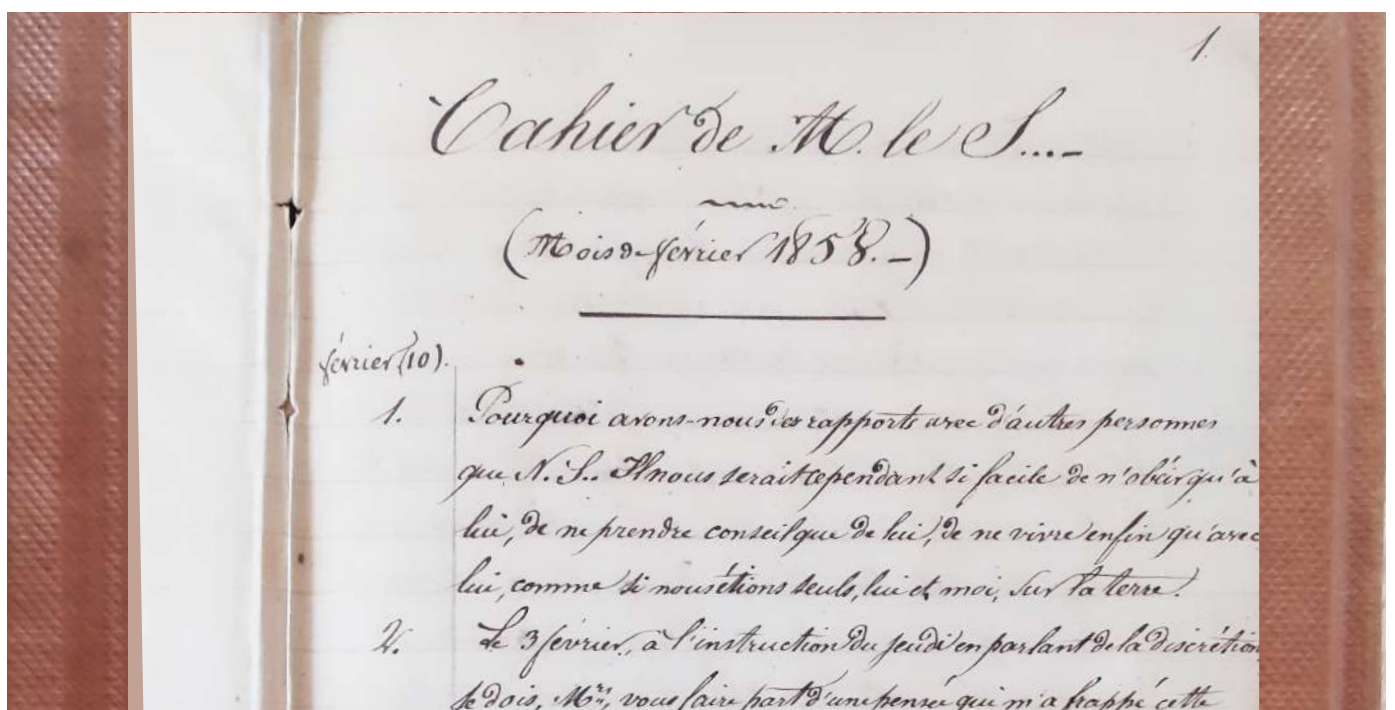 1.
Cahier de M. le S....-
(Mois de février 1858.-)
février (10).
1. Pourquoi avons-nous des rapports avec d'autres personnes
que N. S.. Il nous serait cependant si facile de n'obéir qu'à
lui, de ne prendre conseil que de lui, de ne vivre enfin qu'avec
lui, comme si nous étions seuls, lui et moi, sur la terre.
2. Le 3 février, à l'instruction du jeudi en parlant de la discrétion
je dois, Mrs, vous faire part d'une pensée qui m'a frappé cette